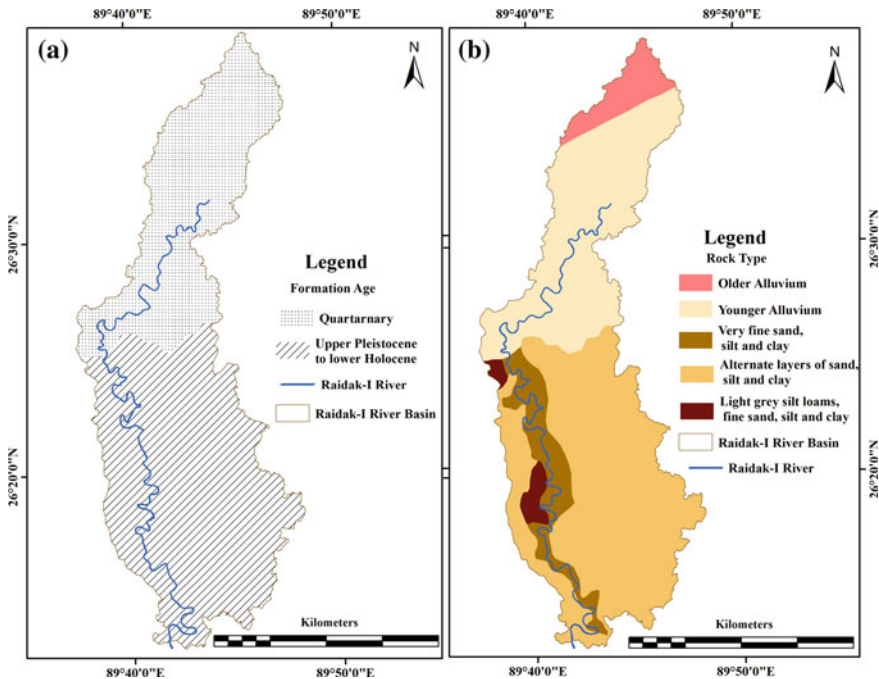 89°40'0"E 89°50'0"E
(a)
N
26°30'0"N
26°20'0"N
Legend
Formation Age
Quartarnary
Upper Pleistocene
to lower Holocene
Raidak-I River
Raidak-I River Basin
Kilometers
89°40'0"E 89°50'0"E
89°40'0"E 89°50'0"E
(b)
N
26°30'0"N
26°20'0"N
Legend
Rock Type
Older Alluvium
Younger Alluvium
Very fine sand,
silt and clay
Alternate layers of sand,
silt and clay
Light grey silt loams,
fine sand, silt and clay
Raidak-I River Basin
Raidak-I River
Kilometers
89°40'0"E 89°50'0"E